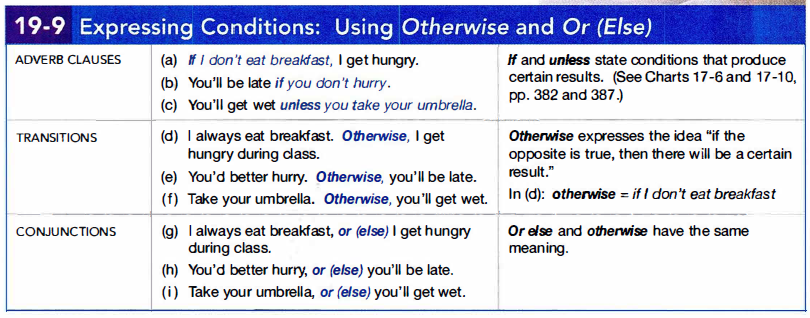 19-9 Expressing Conditions: Using Otherwise and Or (Else)
ADVERB CLAUSES
(a) If I don't eat breakfast, I get hungry.
(b) You'll be late if you don't hurry.
(c) You'll get wet unless you take your umbrella.
If and unless state conditions that produce
certain results. (See Charts 17-6 and 17-10,
pp. 382 and 387.)
TRANSITIONS
(d) I always eat breakfast. Otherwise, I get
hungry during class.
(e) You'd better hurry. Otherwise, you'll be late.
(f) Take your umbrella. Otherwise, you'll get wet.
Otherwise expresses the idea "if the
opposite is true, then there will be a certain
result."
In (d): otherwise = if I don't eat breakfast
CONJUNCTIONS
(g) I always eat breakfast, or (else) I get hungry
during class.
(h) You'd better hurry, or (else) you'll be late.
(i) Take your umbrella, or (else) you'll get wet.
Or else and otherwise have the same
meaning.